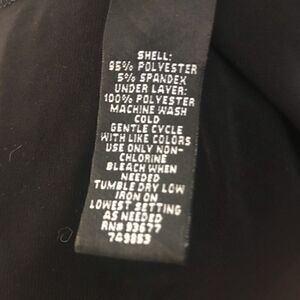 SHELL:
95% POLYESTER
5% SPANDEX
UNDER LAYER:
100% POLYESTER
MACHINE WASH
COLD
GENTLE CYCLE
WITH LIKE COLORS
USE ONLY NON-
CHLORINE
BLEACH WHEN
NEEDED
TUMBLE DRY LOW
IRON ON
LOWEST SETTING
AS NEEDED
RN# 93677
749853